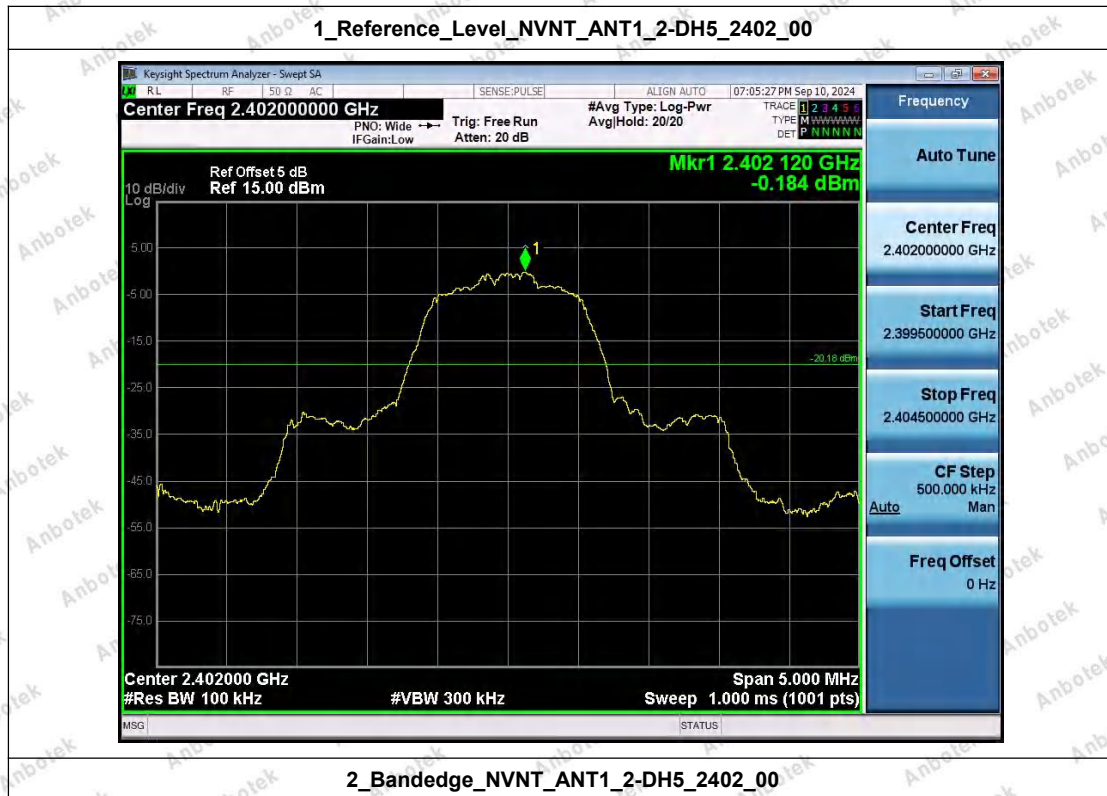 1_Reference_Level_NVNT_ANT1_2-DH5_2402_00
Keysight Spectrum Analyzer - Swept SA
RL RF 50 Ω AC SENSE:PULSE ALIGN AUTO 07:05:27 PM Sep 10, 2024
Center Freq 2.402000000 GHz
PNO: Wide
IFGain:Low
Trig: Free Run
Atten: 20 dB
#Avg Type: Log-Pwr
Avg|Hold: 20/20
TRACE 1 2 3 4 5 6
TYPE M WWWWW
DET P N N N N N
Frequency
Auto Tune
Center Freq
2.402000000 GHz
Start Freq
2.399500000 GHz
Stop Freq
2.404500000 GHz
CF Step
500.000 kHz
Auto Man
Freq Offset
0 Hz
Mkr1 2.402 120 GHz
-0.184 dBm
Ref Offset 5 dB
10 dB/div Ref 15.00 dBm
Log
1
5.00
-5.00
-15.0
-20.18 dBm
-25.0
-35.0
-45.0
-55.0
-65.0
-75.0
Center 2.402000 GHz Span 5.000 MHz
#Res BW 100 kHz #VBW 300 kHz Sweep 1.000 ms (1001 pts)
MSG STATUS
2_Bandedge_NVNT_ANT1_2-DH5_2402_00
Anbotek